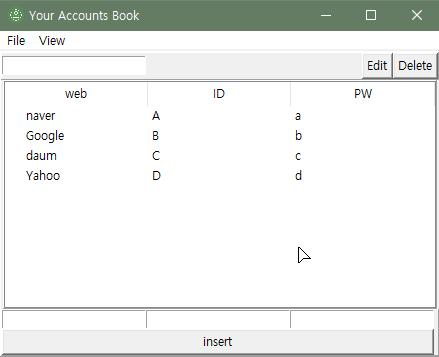 Your Accounts Book
File View
Edit Delete
web ID PW
naver A a
Google B b
daum C c
Yahoo D d
insert